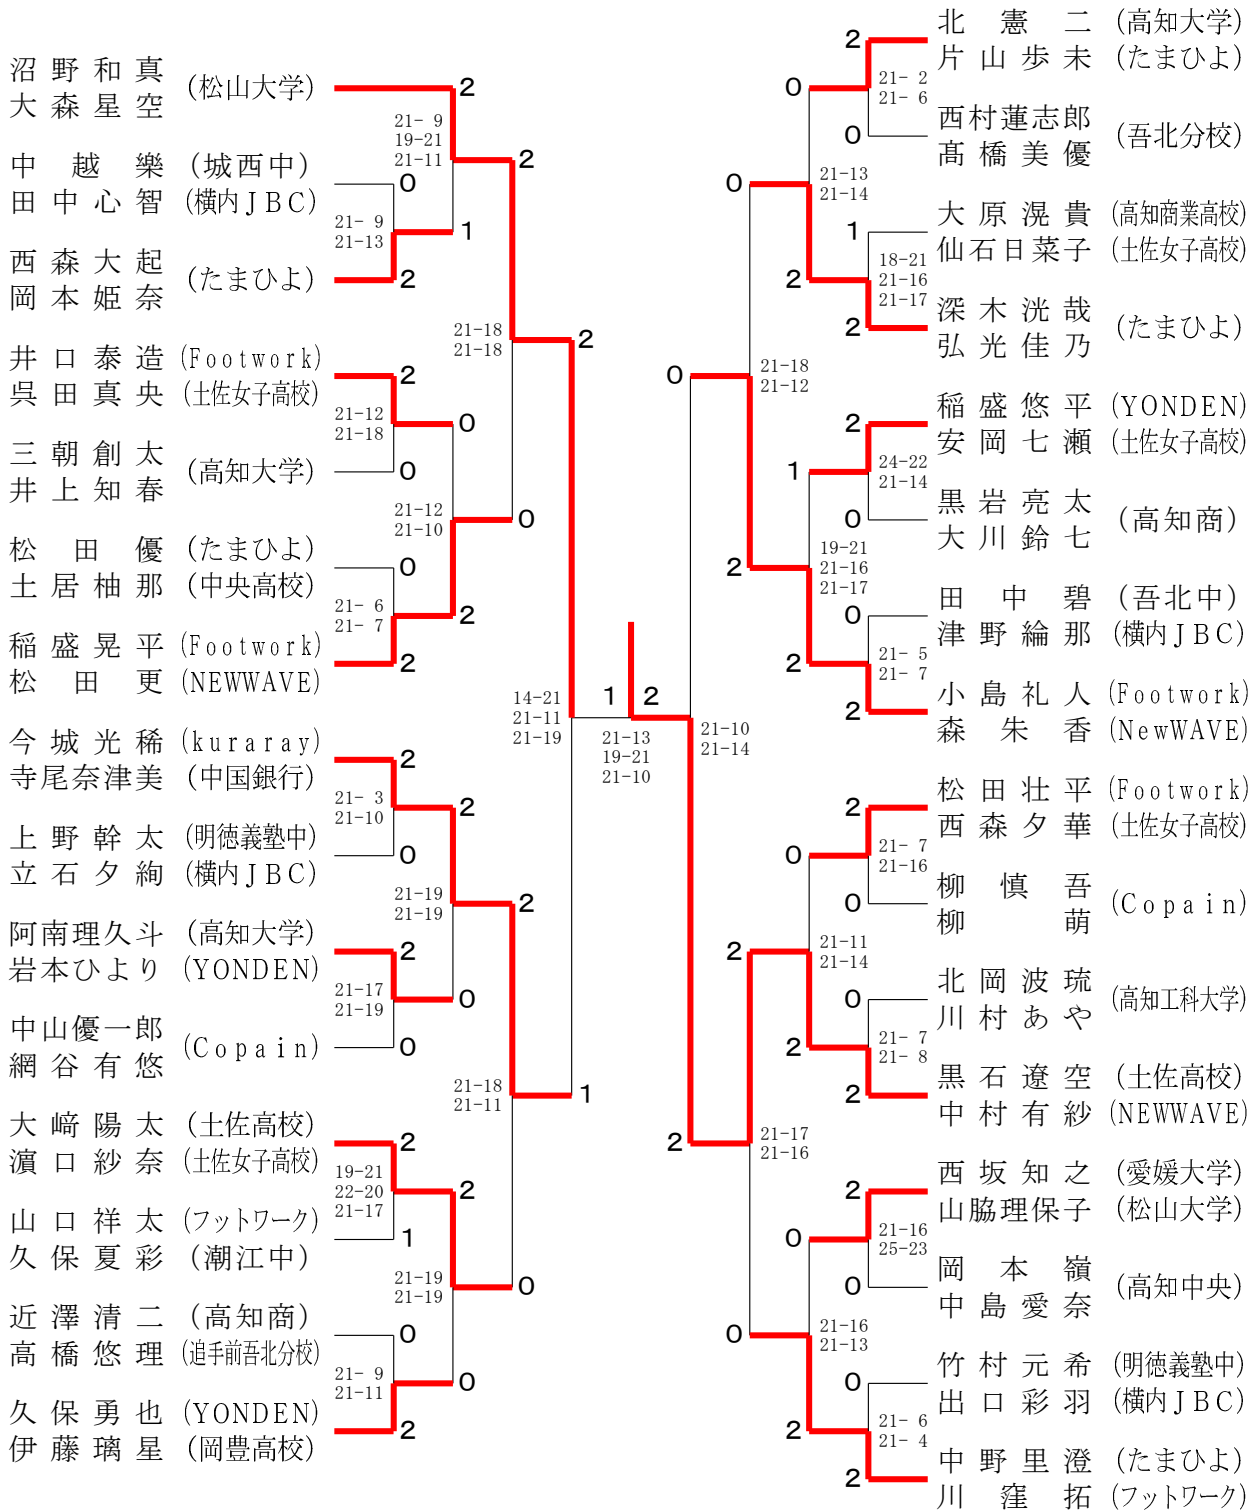 沼野和真
大森星空
(松山大学)
2
21- 9
19-21
21-11
2
中越樂 (城西中)
田中心智 (横内JBC)
0
21- 9
21-13
1
西森大起
岡本姫奈
(たまひよ)
2
21-18
21-18
2
井口泰造 (Footwork)
呉田真央 (土佐女子高校)
2
21-12
21-18
0
三朝創太
井上知春
(高知大学)
0
21-12
21-10
0
松田優 (たまひよ)
土居柚那 (中央高校)
0
21- 6
21- 7
2
稲盛晃平 (Footwork)
松田更 (NEWWAVE)
2
14-21
21-11
21-19
今城光稀 (kuraray)
寺尾奈津美 (中国銀行)
2
21- 3
21-10
2
上野幹太 (明徳義塾中)
立石夕絢 (横内JBC)
0
21-19
21-19
2
阿南理久斗 (高知大学)
岩本ひより (YONDEN)
2
21-17
21-19
0
中山優一郎
網谷有悠
(Copain)
0
21-18
21-11
1
大﨑陽太 (土佐高校)
濵口紗奈 (土佐女子高校)
2
19-21
22-20
21-17
2
山口祥太 (フットワーク)
久保夏彩 (潮江中)
1
21-19
21-19
0
近澤清二 (高知商)
高橋悠理 (追手前吾北分校)
0
21- 9
21-11
0
久保勇也 (YONDEN)
伊藤璃星 (岡豊高校)
2
1 2
21-13
19-21
21-10
北憲二 (高知大学)
片山歩未 (たまひよ)
2
21- 2
21- 6
0
西村蓮志郎
髙橋美優
(吾北分校)
0
21-13
21-14
0
大原滉貴 (高知商業高校)
仙石日菜子 (土佐女子高校)
1
18-21
21-16
21-17
2
深木洸哉
弘光佳乃
(たまひよ)
2
21-18
21-12
0
稲盛悠平 (YONDEN)
安岡七瀬 (土佐女子高校)
2
24-22
21-14
1
黒岩亮太
大川鈴七
(高知商)
0
19-21
21-16
21-17
2
田中碧 (吾北中)
津野綸那 (横内JBC)
0
21- 5
21- 7
2
小島礼人 (Footwork)
森朱香 (NewWAVE)
2
21-10
21-14
松田壮平 (Footwork)
西森夕華 (土佐女子高校)
2
21- 7
21-16
0
柳慎吾
柳萌
(Copain)
0
21-11
21-14
2
北岡波琉
川村あや
(高知工科大学)
0
21- 7
21- 8
2
黒石遼空 (土佐高校)
中村有紗 (NEWWAVE)
2
21-17
21-16
2
西坂知之 (愛媛大学)
山脇理保子 (松山大学)
2
21-16
25-23
0
岡本嶺
中島愛奈
(高知中央)
0
21-16
21-13
0
竹村元希 (明徳義塾中)
出口彩羽 (横内JBC)
0
21- 6
21- 4
2
中野里澄 (たまひよ)
川窪拓 (フットワーク)
2